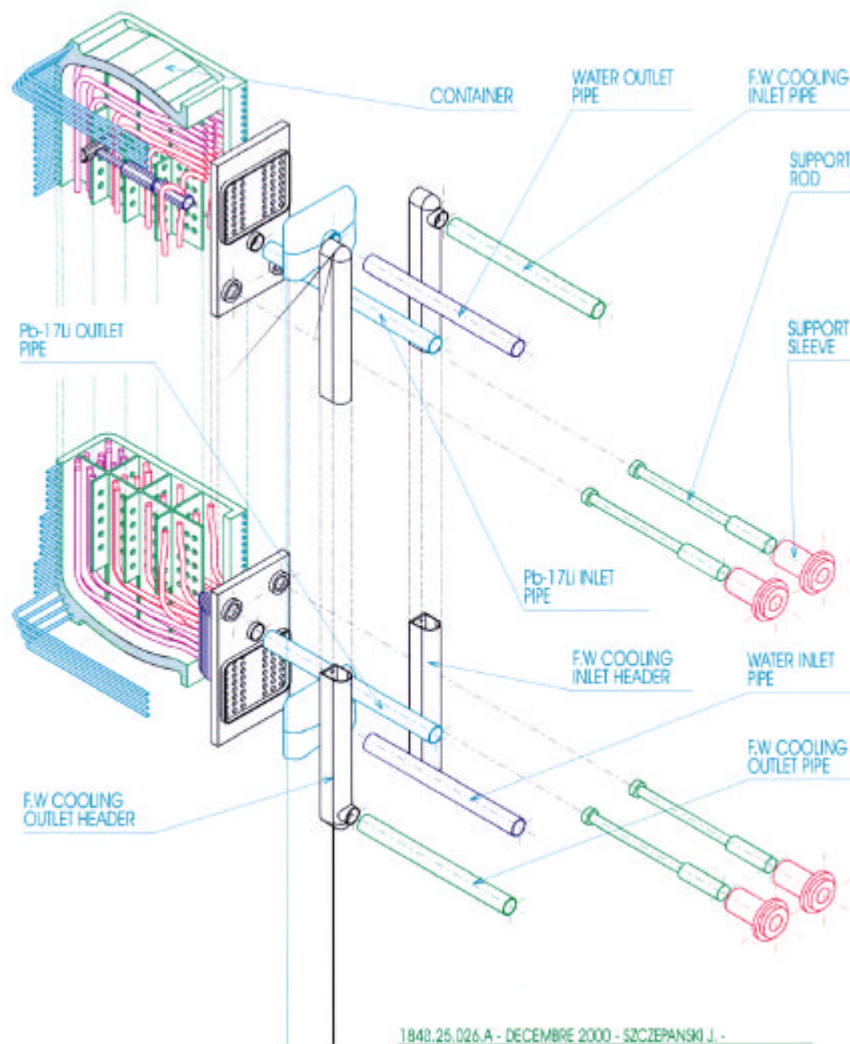 WATER OUTLET
PIPE
F.W COOLING
INLET PIPE
CONTAINER
SUPPORT
ROD
Pb-17Li OUTLET
PIPE
SUPPORT
SLEEVE
Pb-17Li INLET
PIPE
F.W COOLING
INLET HEADER
WATER INLET
PIPE
F.W COOLING
OUTLET PIPE
F.W COOLING
OUTLET HEADER
1848.25.026.A - DECEMBRE 2000 - SZCZEPANSKI J. -